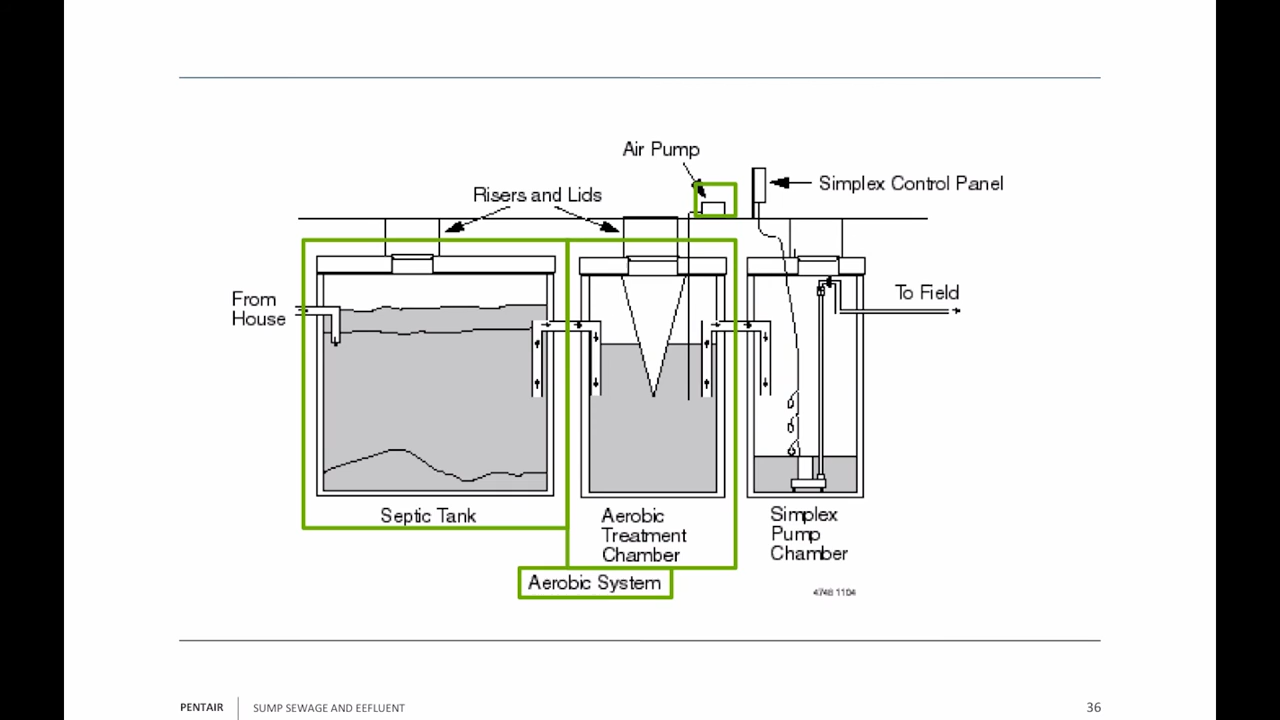 Air Pump
Simplex Control Panel
Risers and Lids
From
House
To Field
Septic Tank
Aerobic
Treatment
Chamber
Simplex
Pump
Chamber
Aerobic System
4748 1104
PENTAIR
SUMP SEWAGE AND EEFLUENT
36